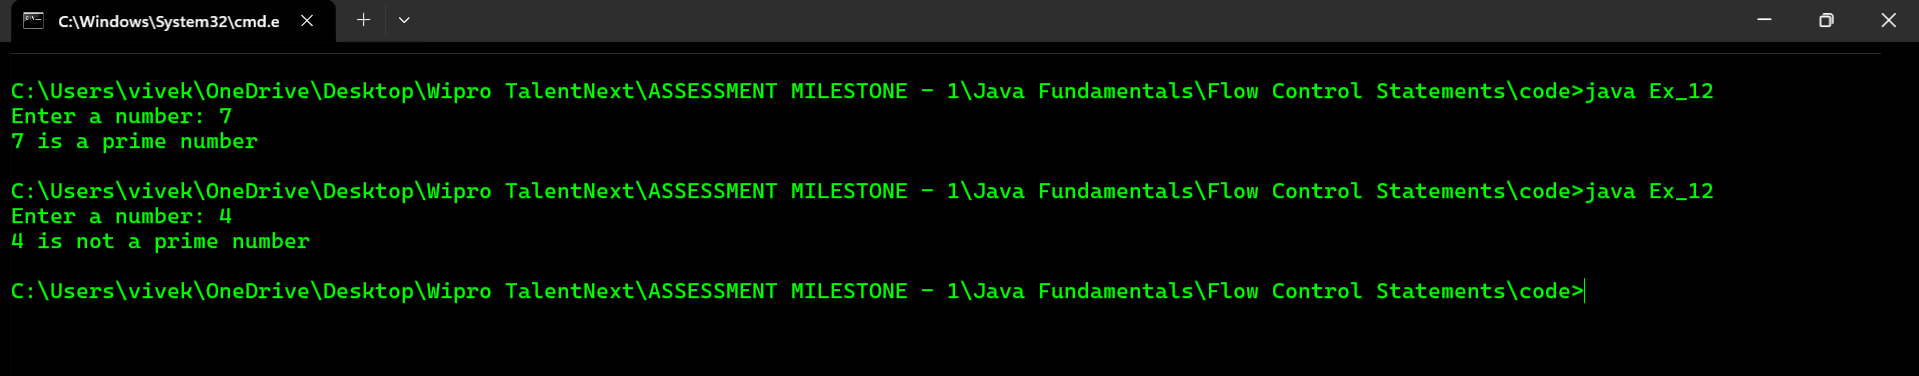 C:\Windows\System32\cmd.e
C:\Users\vivek\OneDrive\Desktop\Wipro TalentNext\ASSESSMENT MILESTONE - 1\Java Fundamentals\Flow Control Statements\code>java Ex_12
Enter a number: 7
7 is a prime number
C:\Users\vivek\OneDrive\Desktop\Wipro TalentNext\ASSESSMENT MILESTONE - 1\Java Fundamentals\Flow Control Statements\code>java Ex_12
Enter a number: 4
4 is not a prime number
C:\Users\vivek\OneDrive\Desktop\Wipro TalentNext\ASSESSMENT MILESTONE - 1\Java Fundamentals\Flow Control Statements\code>